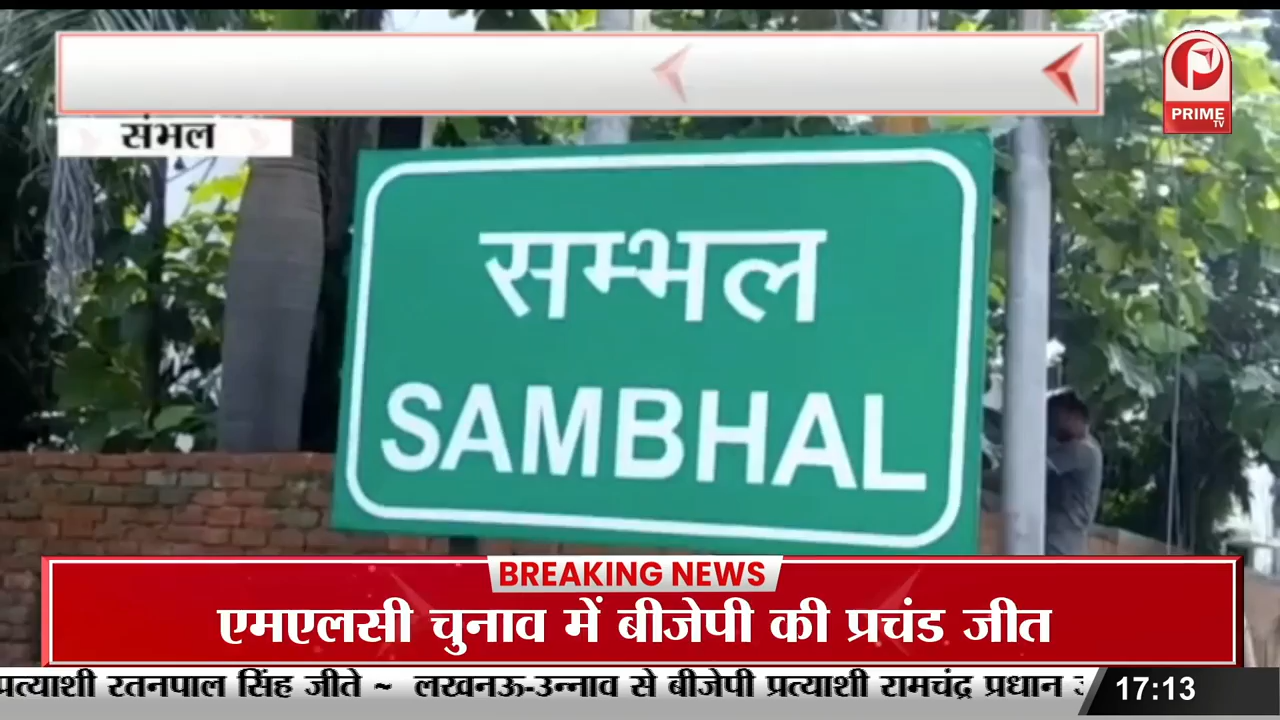 PRIME
TV
संभल
सम्भल
SAMBHAL
BREAKING NEWS
एमएलसी चुनाव में बीजेपी की प्रचंड जीत
प्रत्याशी रतनपाल सिंह जीते ~ लखनऊ-उन्नाव से बीजेपी प्रत्याशी रामचंद्र प्रधान
17:13